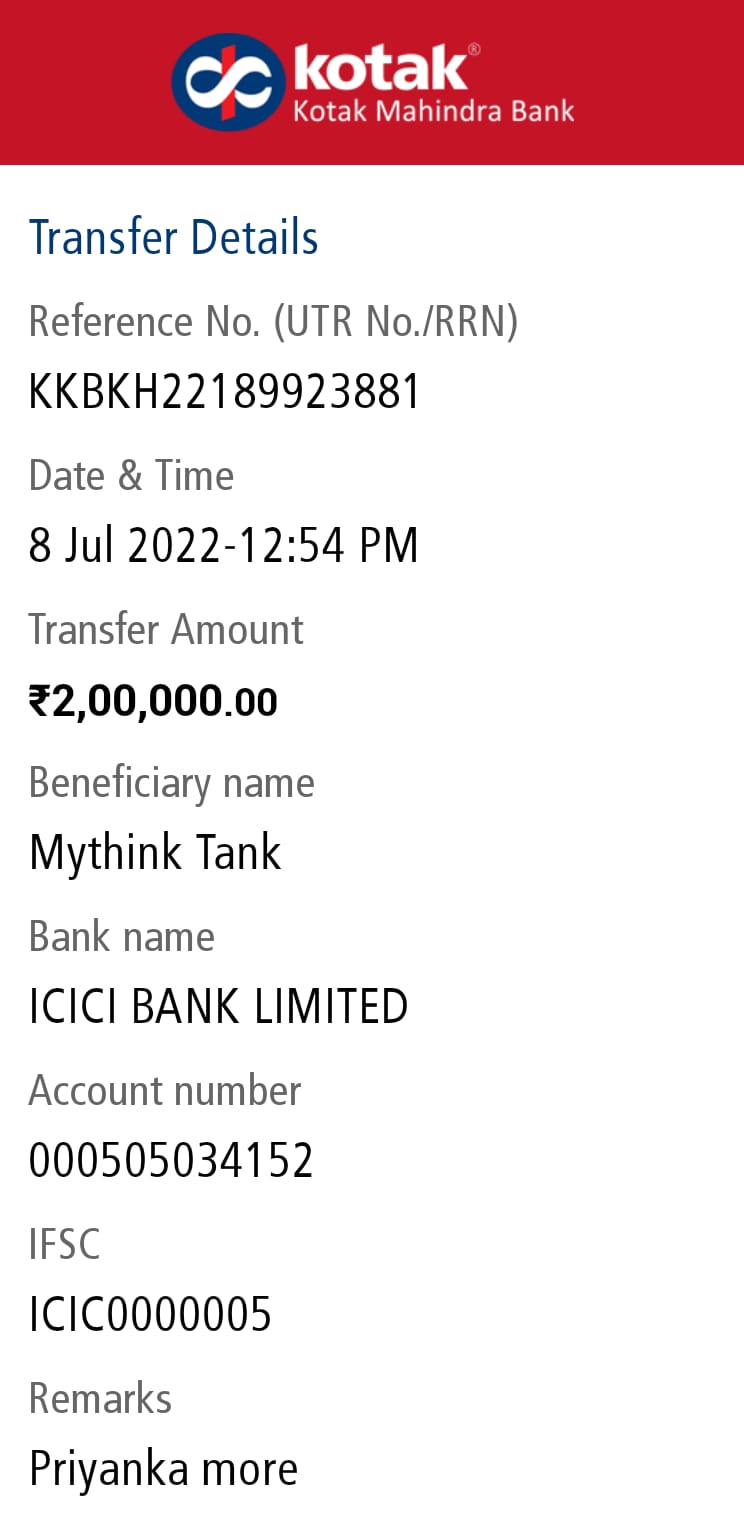 kotak®
Kotak Mahindra Bank
Transfer Details
Reference No. (UTR No./RRN)
KKBKH22189923881
Date & Time
8 Jul 2022-12:54 PM
Transfer Amount
₹2,00,000.00
Beneficiary name
Mythink Tank
Bank name
ICICI BANK LIMITED
Account number
000505034152
IFSC
ICIC0000005
Remarks
Priyanka more